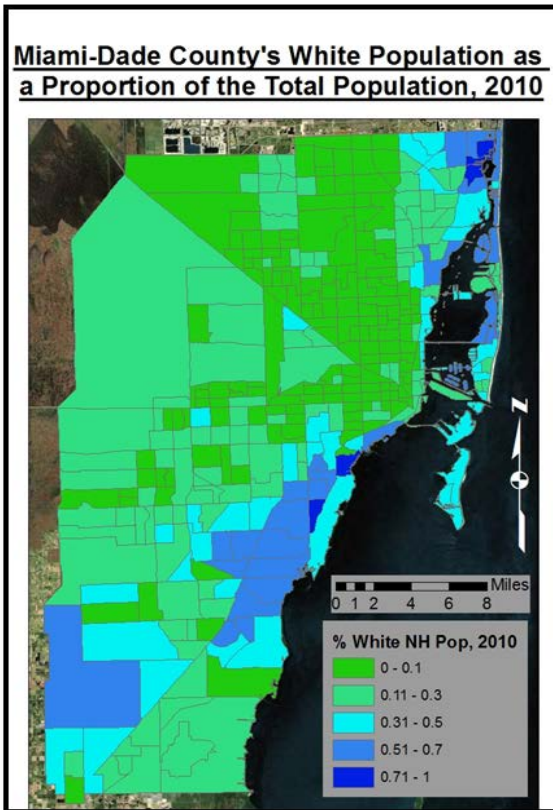 Miami-Dade County's White Population as
a Proportion of the Total Population, 2010
N
Miles
0 1 2 4 6 8
% White NH Pop, 2010
0 - 0.1
0.11 - 0.3
0.31 - 0.5
0.51 - 0.7
0.71 - 1